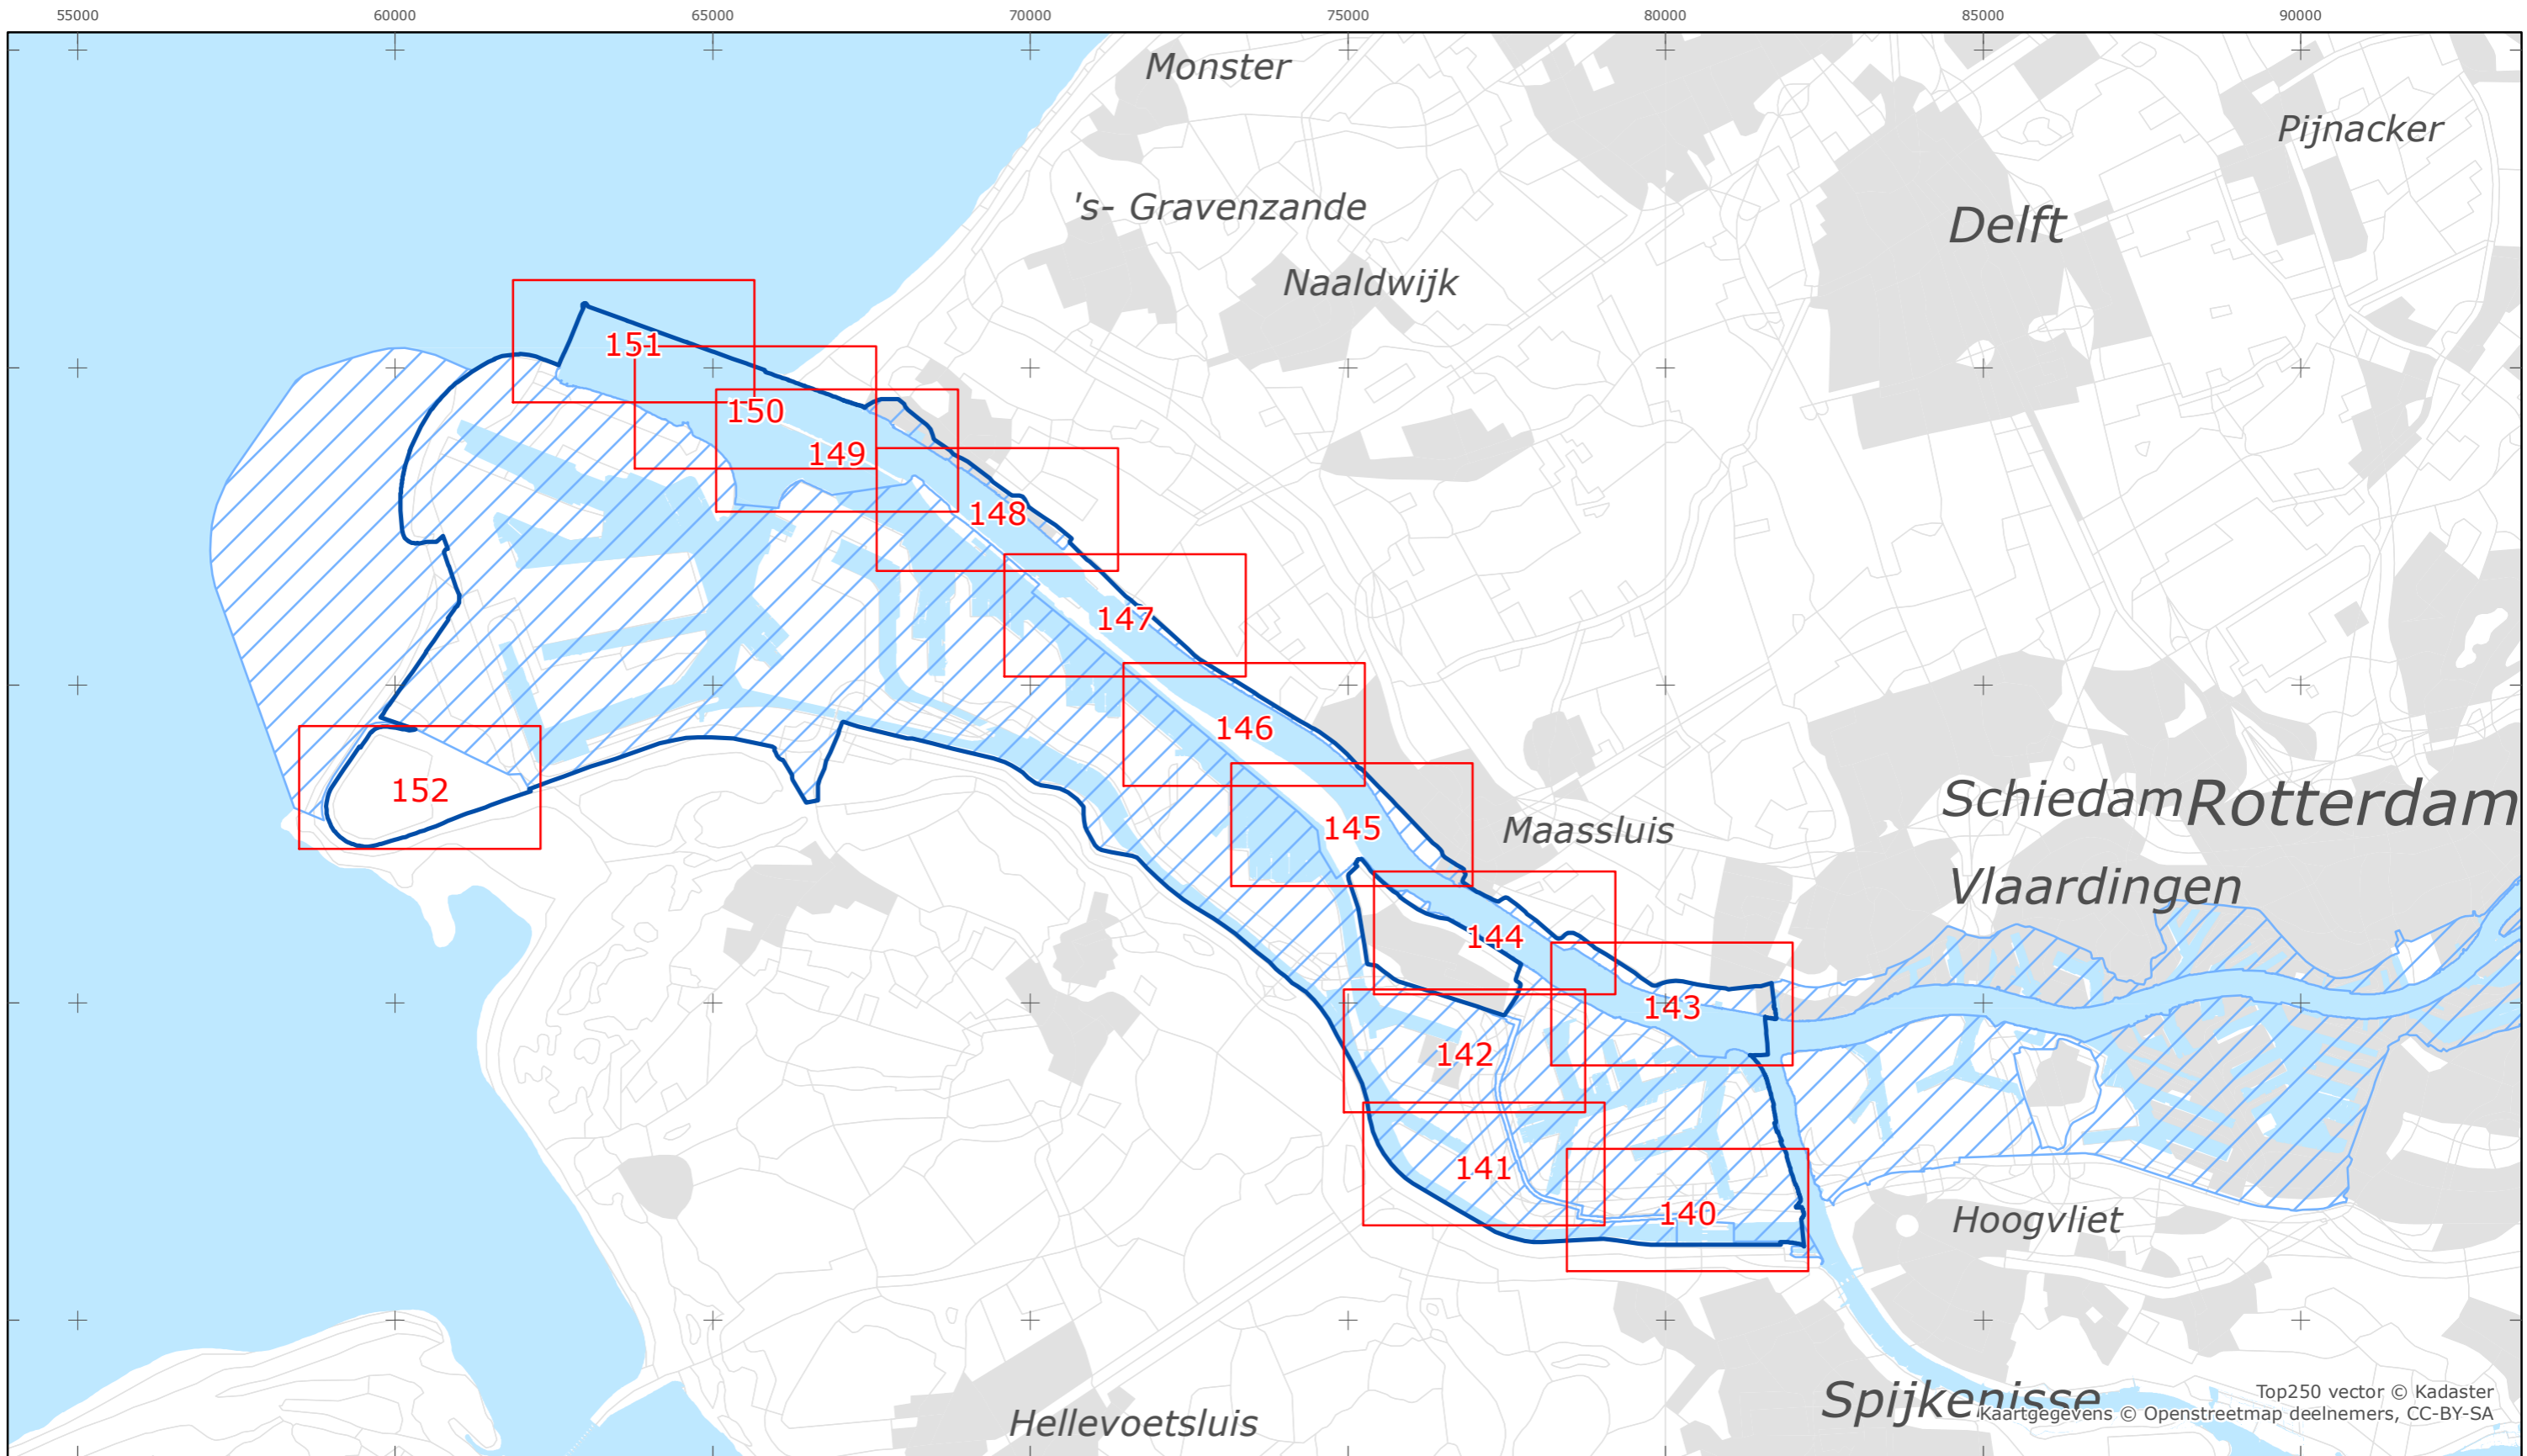 55000 60000 65000 70000 75000 80000 85000 90000
Monster
Pijnacker
's- Gravenzande
Delft
Naaldwijk
151
150
149
148
147
146
152
Schiedam Rotterdam
145
Maassluis
Vlaardingen
144
143
142
141
140
Hoogvliet
Spijkenisse
Top250 vector © Kadaster
Kaartgegevens © Openstreetmap deelnemers, CC-BY-SA
Hellevoetsluis